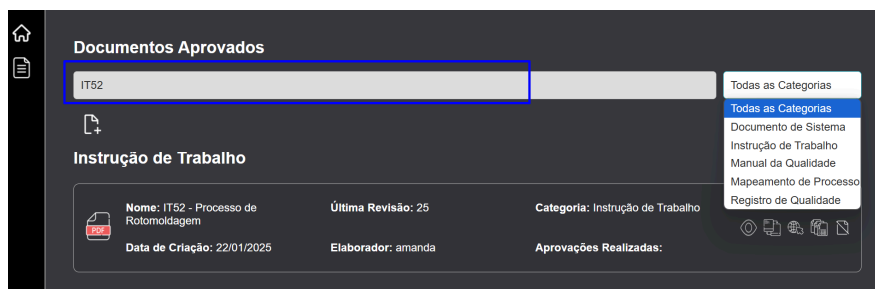 Documentos Aprovados
IT52
Todas as Categorias
Todas as Categorias
Documento de Sistema
Instrução de Trabalho
Manual da Qualidade
Mapeamento de Processo
Registro de Qualidade
Instrução de Trabalho
PDF
Nome: IT52 - Processo de
Rotomoldagem
Última Revisão: 25
Categoria: Instrução de Trabalho
Data de Criação: 22/01/2025
Elaborador: amanda
Aprovações Realizadas: